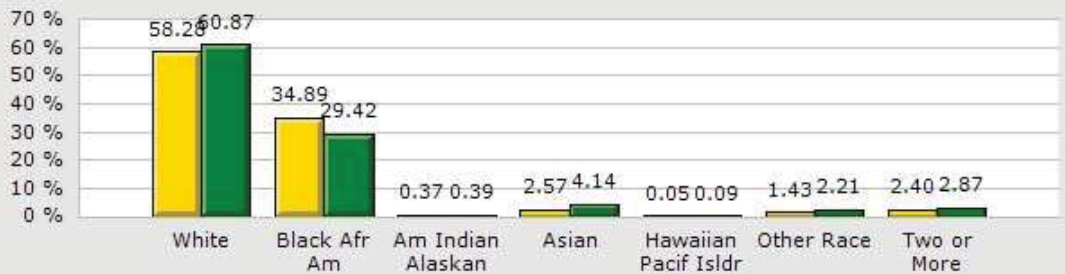 70 %
60 %
50 %
40 %
30 %
20 %
10 %
0 %
58.28 60.87
34.89 29.42
0.37 0.39
2.57 4.14
0.05 0.09
1.43 2.21
2.40 2.87
White
Black Afr
Am
Am Indian
Alaskan
Asian
Hawaiian
Pacif Isldr
Other Race
Two or
More